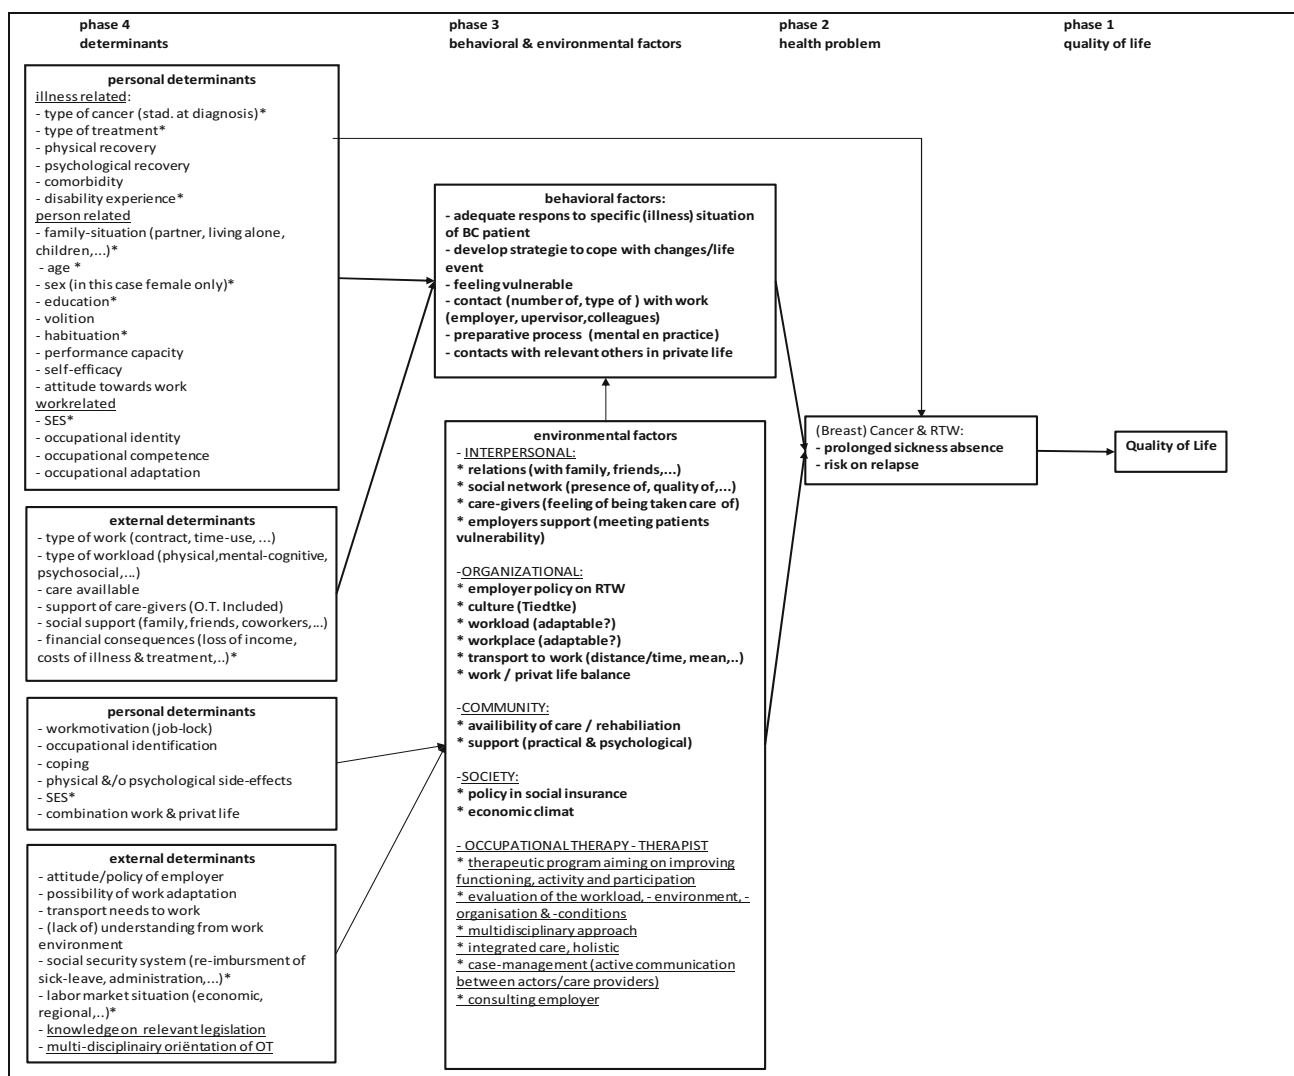 phase 4
determinants
phase 3
behavioral & environmental factors
phase 2
health problem
phase 1
quality of life
personal determinants
illness related:
- type of cancer (stad. at diagnosis)*
- type of treatment*
- physical recovery
- psychological recovery
- comorbidity
- disability experience*
person related
- family-situation (partner, living alone,
children,...)*
- age *
- sex (in this case female only)*
- education*
- volition
- habituation*
- performance capacity
- self-efficacy
- attitude towards work
workrelated
- SES*
- occupational identity
- occupational competence
- occupational adaptation
external determinants
- type of work (contract, time-use, ...)
- type of workload (physical,mental-cognitive,
psychosocial,...)
- care availlable
- support of care-givers (O.T. Included)
- social support (family, friends, coworkers,...)
- financial consequences (loss of income,
costs of illness & treatment,..)*
personal determinants
- workmotivation (job-lock)
- occupational identification
- coping
- physical &/o psychological side-effects
- SES*
- combination work & privat life
external determinants
- attitude/policy of employer
- possibility of work adaptation
- transport needs to work
- (lack of) understanding from work
environment
- social security system (re-imbursment of
sick-leave, administration,...)*
- labor market situation (economic,
regional,..)*
- knowledge on relevant legislation
- multi-disciplinairy oriëntation of OT
behavioral factors:
- adequate respons to specific (illness) situation
of BC patient
- develop strategie to cope with changes/life
event
- feeling vulnerable
- contact (number of, type of ) with work
(employer, upervisor,colleagues)
- preparative process (mental en practice)
- contacts with relevant others in private life
environmental factors
- INTERPERSONAL:
* relations (with family, friends,...)
* social network (presence of, quality of,...)
* care-givers (feeling of being taken care of)
* employers support (meeting patients
vulnerability)
-ORGANIZATIONAL:
* employer policy on RTW
* culture (Tiedtke)
* workload (adaptable?)
* workplace (adaptable?)
* transport to work (distance/time, mean,..)
* work / privat life balance
-COMMUNITY:
* availibility of care / rehabiliation
* support (practical & psychological)
-SOCIETY:
* policy in social insurance
* economic climat
- OCCUPATIONAL THERAPY - THERAPIST
* therapeutic program aiming on improving
functioning, activity and participation
* evaluation of the workload, - environment, -
organisation & -conditions
* multidisciplinary approach
* integrated care, holistic
* case-management (active communication
between actors/care providers)
* consulting employer
(Breast) Cancer & RTW:
- prolonged sickness absence
- risk on relapse
Quality of Life